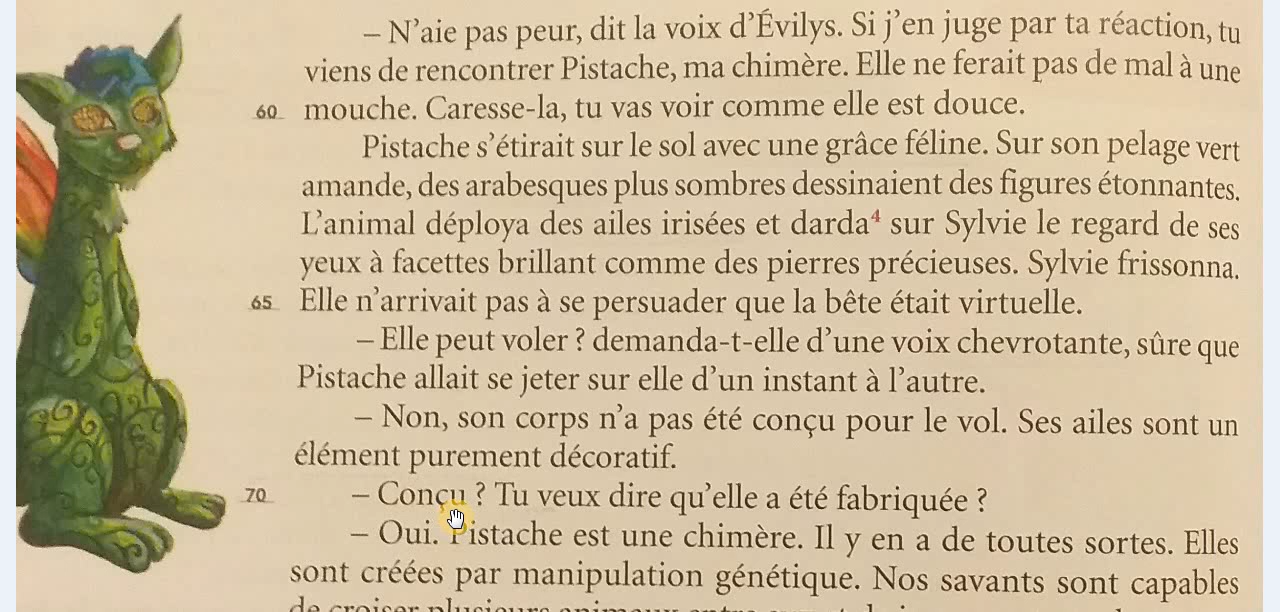 – N’aie pas peur, dit la voix d’Évilys. Si j’en juge par ta réaction, tu
viens de rencontrer Pistache, ma chimère. Elle ne ferait pas de mal à une
60 mouche. Caresse-la, tu vas voir comme elle est douce.
Pistache s’étirait sur le sol avec une grâce féline. Sur son pelage vert
amande, des arabesques plus sombres dessinaient des figures étonnantes.
L’animal déploya des ailes irisées et darda4 sur Sylvie le regard de ses
yeux à facettes brillant comme des pierres précieuses. Sylvie frissonna.
65 Elle n’arrivait pas à se persuader que la bête était virtuelle.
– Elle peut voler ? demanda-t-elle d’une voix chevrotante, sûre que
Pistache allait se jeter sur elle d’un instant à l’autre.
– Non, son corps n’a pas été conçu pour le vol. Ses ailes sont un
élément purement décoratif.
70 – Conçu ? Tu veux dire qu’elle a été fabriquée ?
– Oui. Pistache est une chimère. Il y en a de toutes sortes. Elles
sont créées par manipulation génétique. Nos savants sont capables
de croiser plusieurs animaux